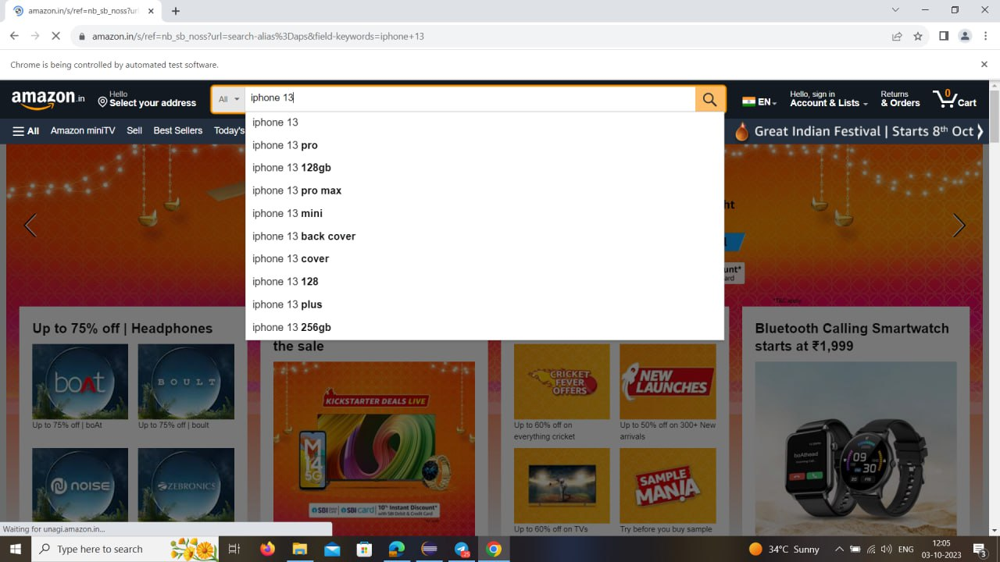 amazon.in/s/ref=nb_sb_noss?ur
amazon.in/s/ref=nb_sb_noss?url=search-alias%3Daps&field-keywords=iphone+13
Chrome is being controlled by automated test software.
amazon.in
Hello
Select your address
All
iphone 13
EN
Hello, sign in
Account & Lists
Returns
& Orders
0
Cart
All
Amazon miniTV
Sell
Best Sellers
Today's
Great Indian Festival | Starts 8th Oct
iphone 13
iphone 13 pro
iphone 13 128gb
iphone 13 pro max
iphone 13 mini
iphone 13 back cover
iphone 13 cover
iphone 13 128
iphone 13 plus
iphone 13 256gb
ht
unt*
ard
*T&C apply
Up to 75% off | Headphones
boAt
BOULT
Up to 75% off | boAt
Up to 75% off | boult
noise
ZEBRONICS
the sale
KICKSTARTER DEALS LIVE
M
14
5G
SBI card
10% Instant Discount*
with SBI Debit & Credit Card
CRICKET
FEVER
OFFERS
NEW
LAUNCHES
Up to 60% off on
everything cricket
Up to 50% off on 300+ New
arrivals
SAMPLE
MANIA
Up to 60% off on TVs
Try before you buy sample
Bluetooth Calling Smartwatch
starts at ₹1,999
boAthead
09
30
Waiting for unagi.amazon.in...
Type here to search
25
34°C Sunny
ENG
12:05
03-10-2023
3